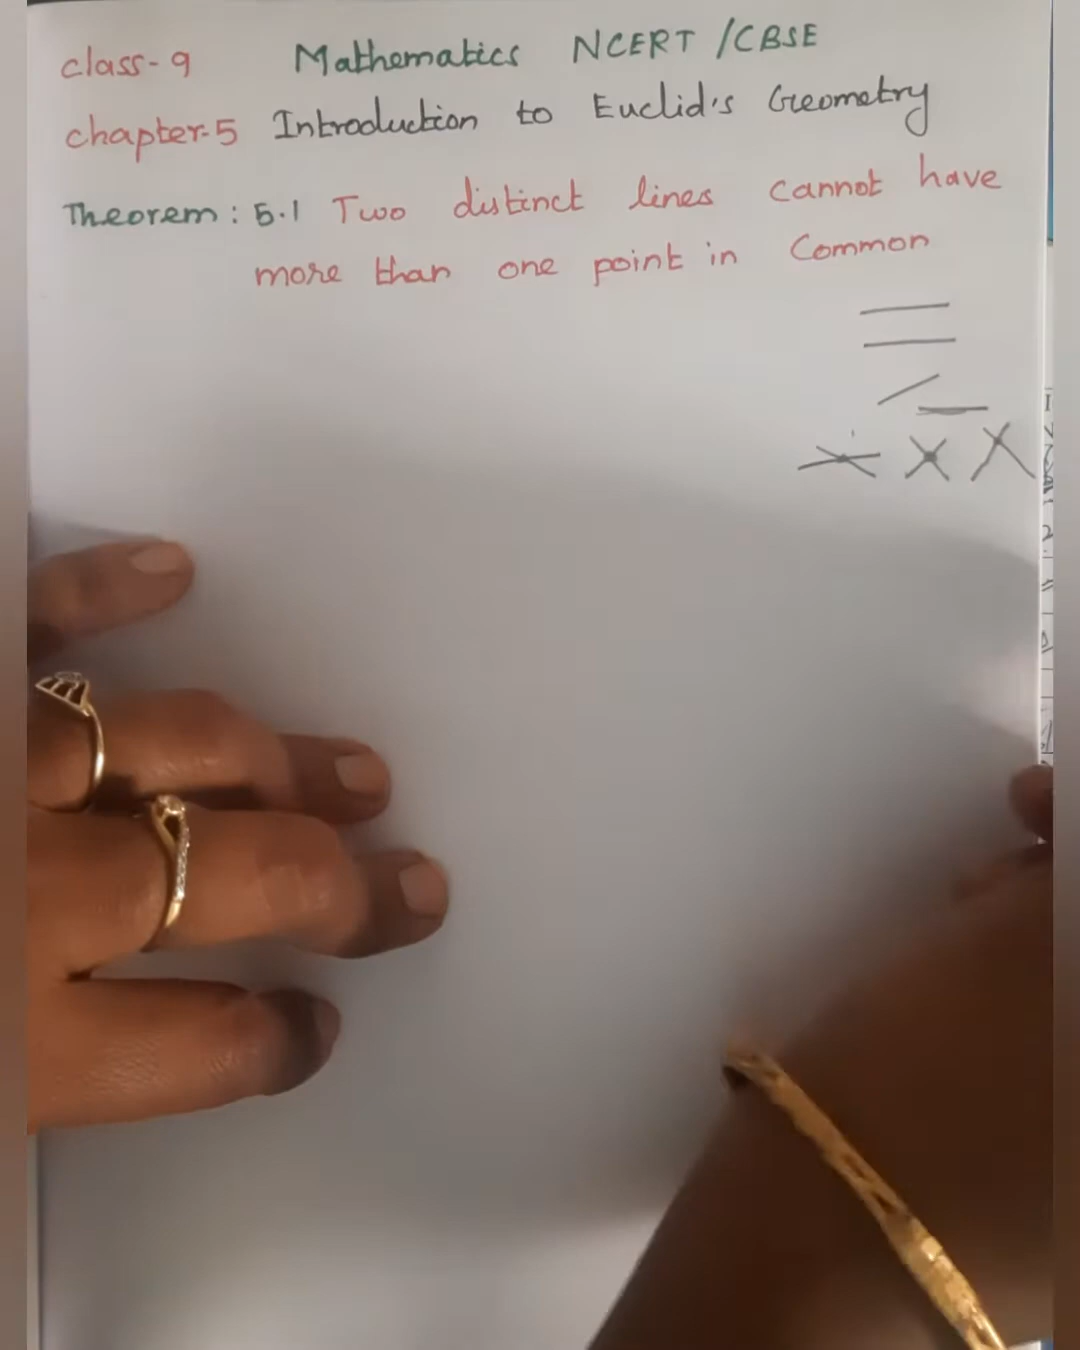 class-9 Mathematics NCERT /CBSE
chapter-5 Introduction to Euclid's Geometry
Theorem: 5.1 Two distinct lines cannot have
more than one point in Common